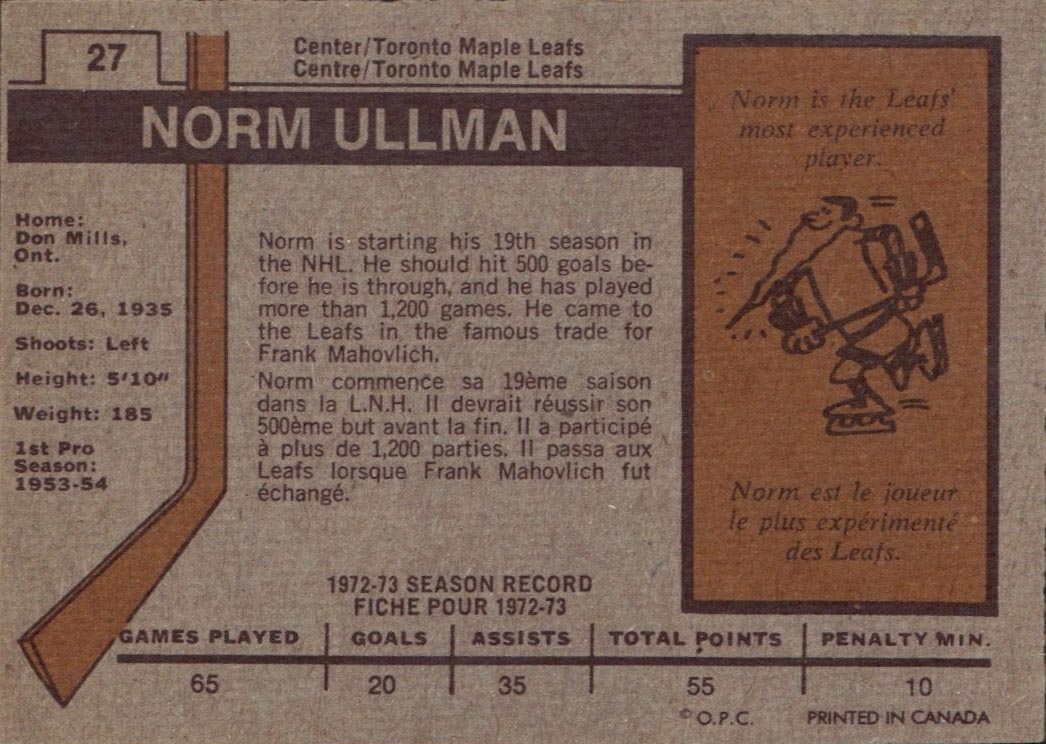 27
Center/Toronto Maple Leafs
Centre/Toronto Maple Leafs
NORM ULLMAN
Home:
Don Mills,
Ont.
Born:
Dec. 26, 1935
Shoots: Left
Height: 5'10"
Weight: 185
1st Pro
Season:
1953-54
Norm is starting his 19th season in
the NHL. He should hit 500 goals be-
fore he is through, and he has played
more than 1,200 games. He came to
the Leafs in the famous trade for
Frank Mahovlich.
Norm commence sa 19ème saison
dans la L.N.H. Il devrait réussir son
500ème but avant la fin. Il a participé
à plus de 1,200 parties. Il passa aux
Leafs lorsque Frank Mahovlich fut
échangé.
Norm is the Leafs'
most experienced
player.
Norm est le joueur
le plus expérimenté
des Leafs.
1972-73 SEASON RECORD
FICHE POUR 1972-73
GAMES PLAYED GOALS ASSISTS TOTAL POINTS PENALTY MIN.
65 20 35 55 10
© O.P.C. PRINTED IN CANADA